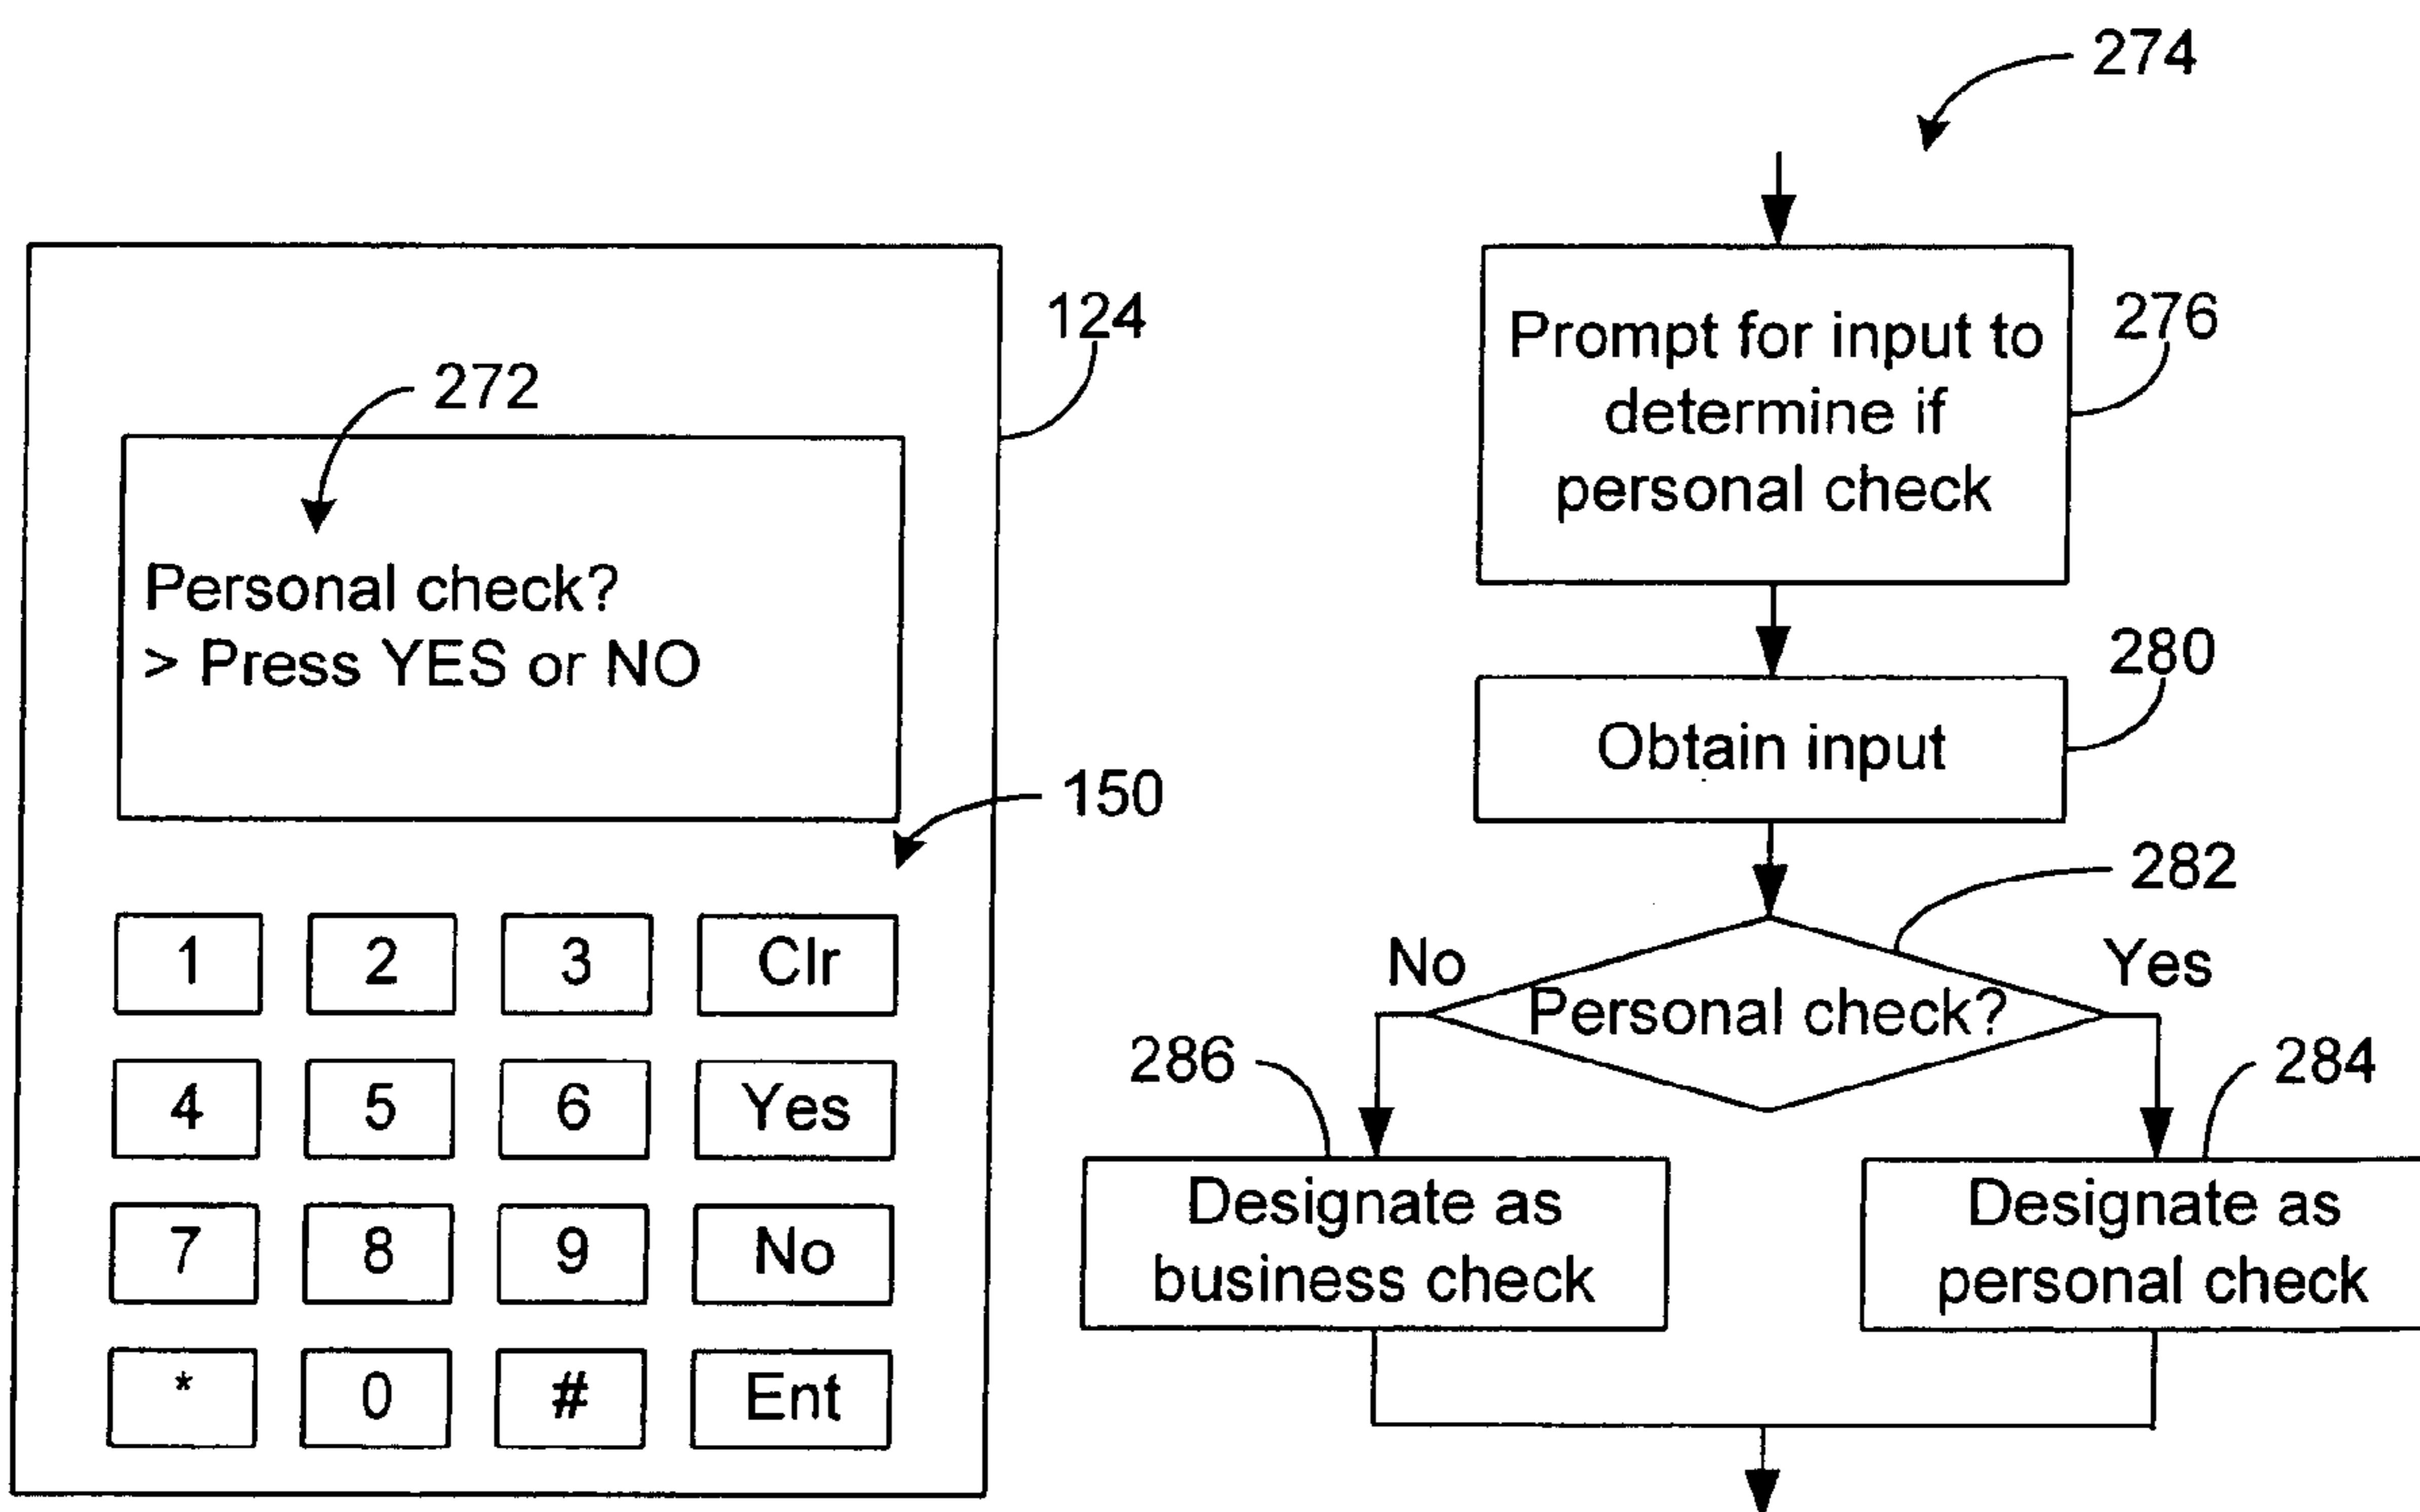 274
124
272
Personal check?
> Press YES or NO
150
1 2 3 Clr
4 5 6 Yes
7 8 9 No
* 0 # Ent
Prompt for input to
determine if
personal check
276
Obtain input
280
282
No
Yes
Personal check?
286
284
Designate as
business check
Designate as
personal check